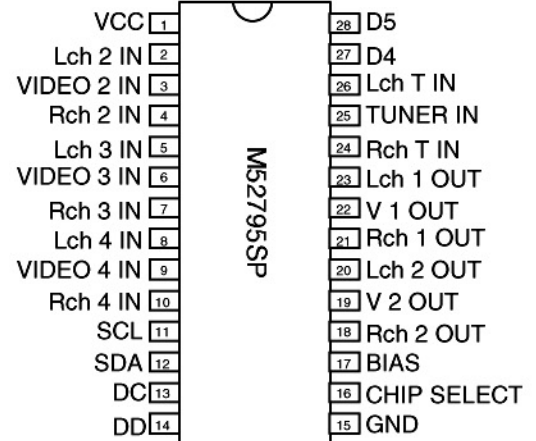 VCC 1 28 D5
Lch 2 IN 2 27 D4
VIDEO 2 IN 3 26 Lch T IN
Rch 2 IN 4 25 TUNER IN
Lch 3 IN 5 24 Rch T IN
VIDEO 3 IN 6 23 Lch 1 OUT
Rch 3 IN 7 22 V 1 OUT
Lch 4 IN 8 21 Rch 1 OUT
VIDEO 4 IN 9 20 Lch 2 OUT
Rch 4 IN 10 19 V 2 OUT
SCL 11 18 Rch 2 OUT
SDA 12 17 BIAS
DC 13 16 CHIP SELECT
DD 14 15 GND
M52795SP